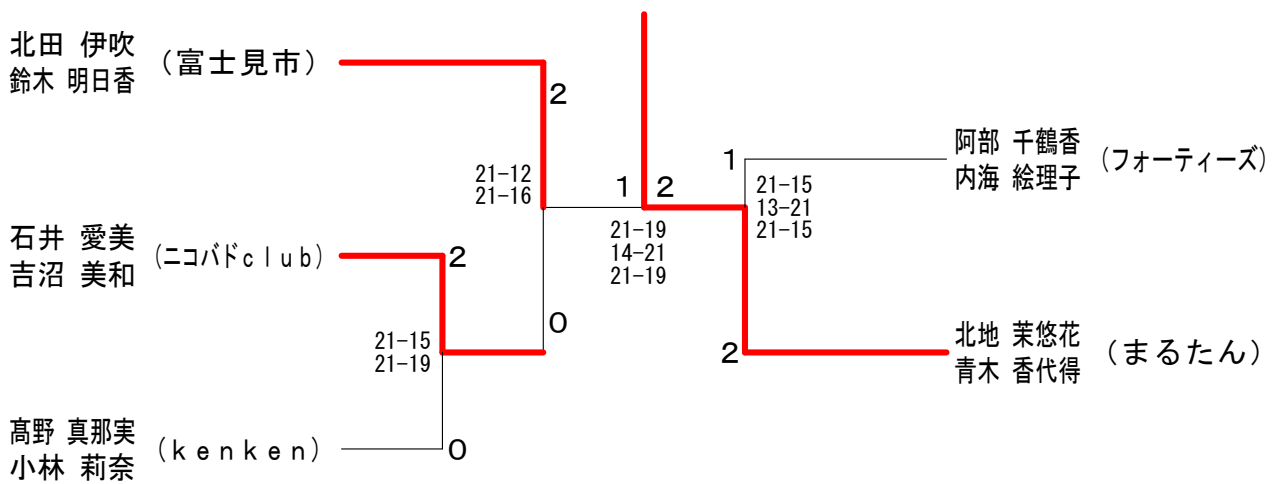 北田 伊吹
鈴木 明日香
(富士見市)
2
21-12
21-16
石井 愛美
吉沼 美和
(ニコバドclub)
2
0
21-15
21-19
髙野 真那実
小林 莉奈
(kenken)
0
1
2
21-19
14-21
21-19
1
21-15
13-21
21-15
阿部 千鶴香
内海 絵理子
(フォーティーズ)
2
北地 茉悠花
青木 香代得
(まるたん)